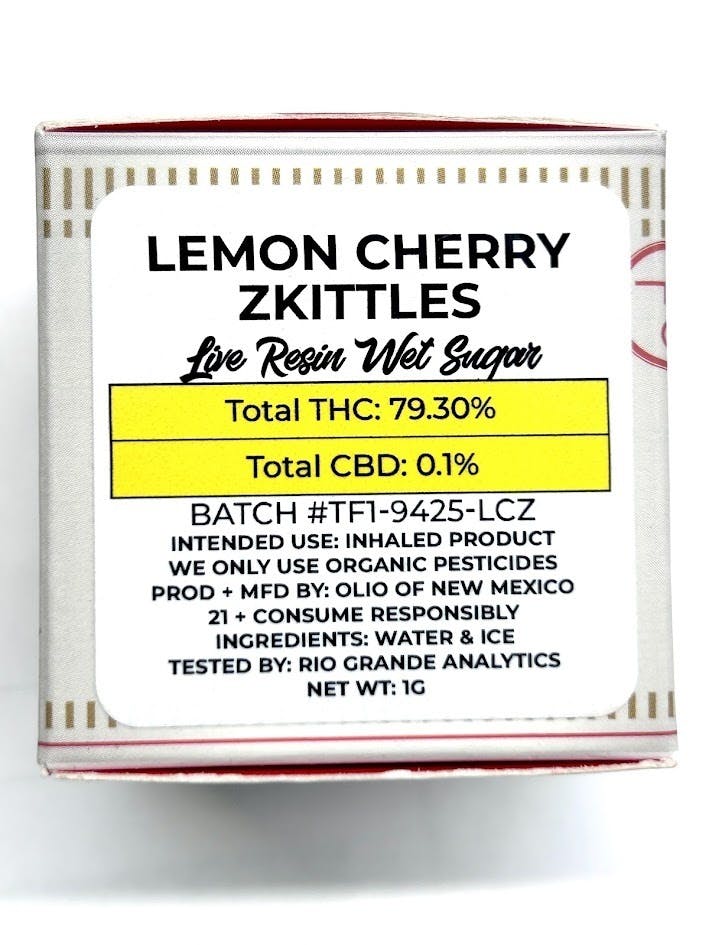 LEMON CHERRY
ZKITTLES
Live Resin Wet Sugar
Total THC: 79.30%
Total CBD: 0.1%
BATCH #TF1-9425-LCZ
INTENDED USE: INHALED PRODUCT
WE ONLY USE ORGANIC PESTICIDES
PROD + MFD BY: OLIO OF NEW MEXICO
21 + CONSUME RESPONSIBLY
INGREDIENTS: WATER & ICE
TESTED BY: RIO GRANDE ANALYTICS
NET WT: 1G